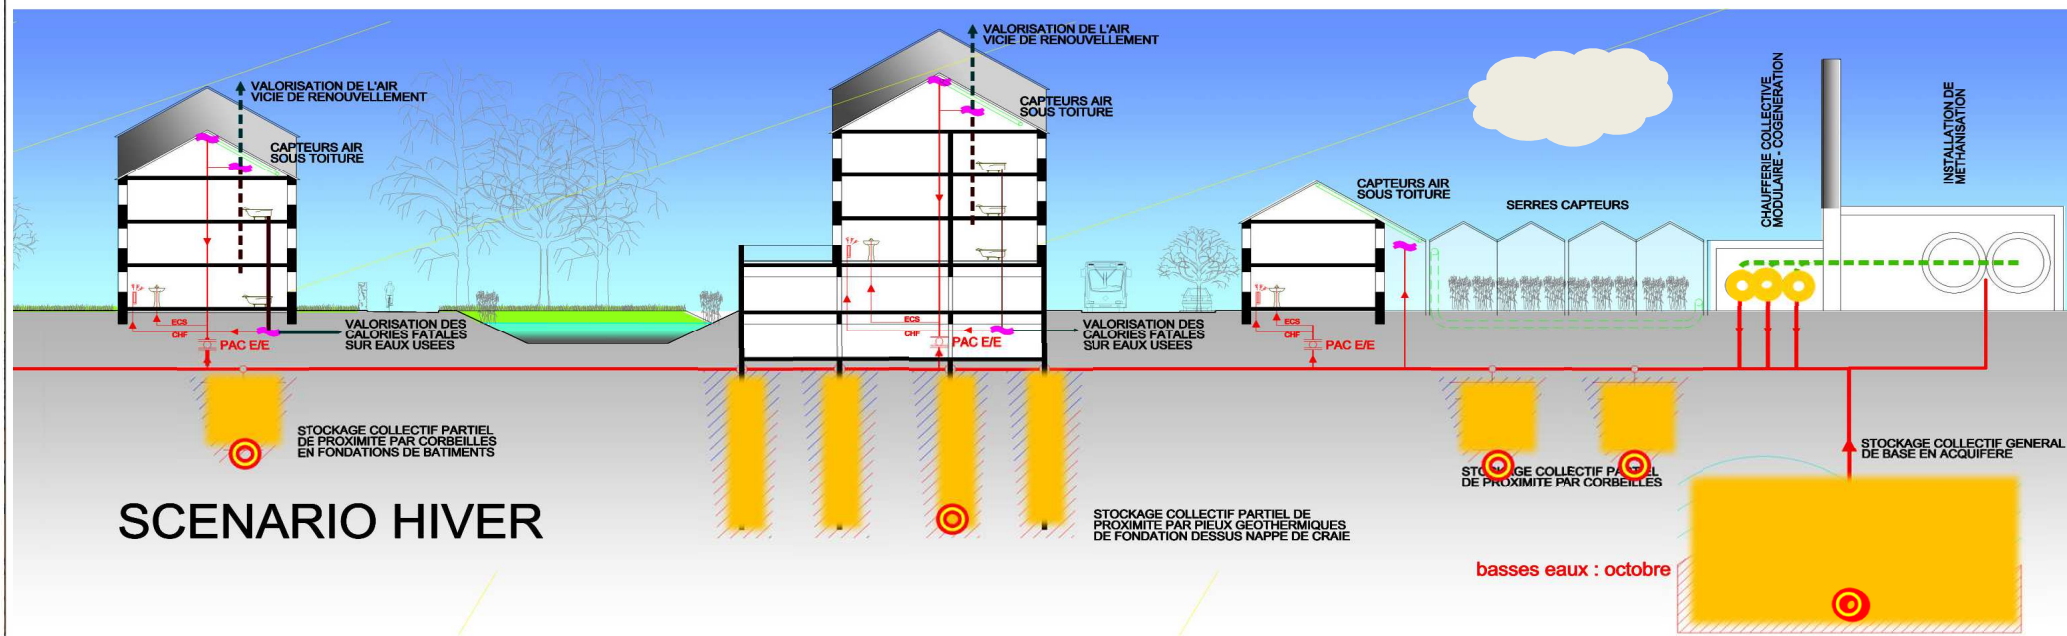 VALORISATION DE L'AIR
VICIE DE RENOUVELLEMENT
CAPTEURS AIR
SOUS TOITURE
ECS
CHF
PAC E/E
VALORISATION DES
CALORIES FATALES
SUR EAUX USEES
STOCKAGE COLLECTIF PARTIEL
DE PROXIMITE PAR CORBEILLES
EN FONDATIONS DE BATIMENTS
SCENARIO HIVER
VALORISATION DE L'AIR
VICIE DE RENOUVELLEMENT
CAPTEURS AIR
SOUS TOITURE
ECS
CHF
PAC E/E
VALORISATION DES
CALORIES FATALES
SUR EAUX USEES
STOCKAGE COLLECTIF PARTIEL DE
PROXIMITE PAR PIEUX GEOTHERMIQUES
DE FONDATION DESSUS NAPPE DE CRAIE
CAPTEURS AIR
SOUS TOITURE
ECS
CHF
PAC E/E
SERRES CAPTEURS
CHAUFFERIE COLLECTIVE
MODULAIRE - COGENERATION
INSTALLATION DE
METHANISATION
STOCKAGE COLLECTIF PARTIEL
DE PROXIMITE PAR CORBEILLES
STOCKAGE COLLECTIF GENERAL
DE BASE EN ACQUIFERE
basses eaux : octobre